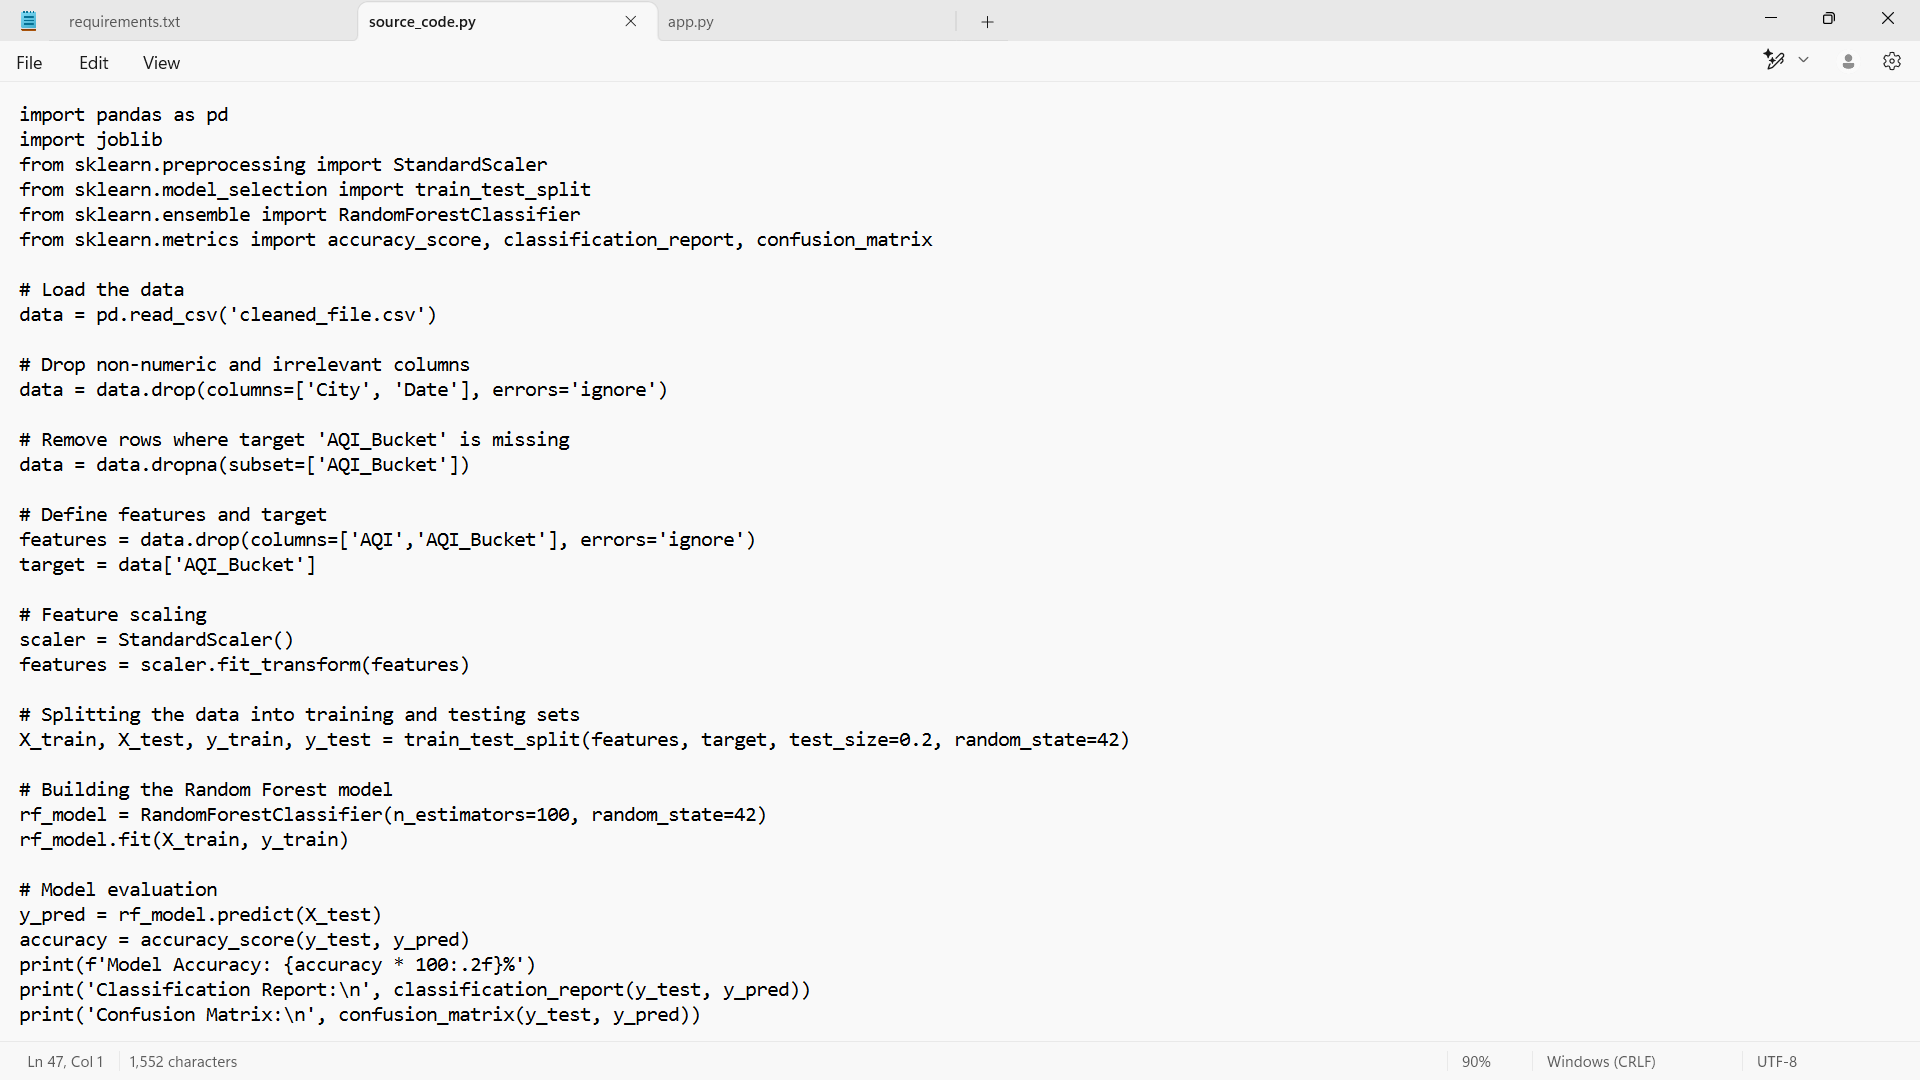 requirements.txt
source_code.py
app.py
File
Edit
View
import pandas as pd
import joblib
from sklearn.preprocessing import StandardScaler
from sklearn.model_selection import train_test_split
from sklearn.ensemble import RandomForestClassifier
from sklearn.metrics import accuracy_score, classification_report, confusion_matrix
# Load the data
data = pd.read_csv('cleaned_file.csv')
# Drop non-numeric and irrelevant columns
data = data.drop(columns=['City', 'Date'], errors='ignore')
# Remove rows where target 'AQI_Bucket' is missing
data = data.dropna(subset=['AQI_Bucket'])
# Define features and target
features = data.drop(columns=['AQI','AQI_Bucket'], errors='ignore')
target = data['AQI_Bucket']
# Feature scaling
scaler = StandardScaler()
features = scaler.fit_transform(features)
# Splitting the data into training and testing sets
X_train, X_test, y_train, y_test = train_test_split(features, target, test_size=0.2, random_state=42)
# Building the Random Forest model
rf_model = RandomForestClassifier(n_estimators=100, random_state=42)
rf_model.fit(X_train, y_train)
# Model evaluation
y_pred = rf_model.predict(X_test)
accuracy = accuracy_score(y_test, y_pred)
print(f'Model Accuracy: {accuracy * 100:.2f}%')
print('Classification Report:\n', classification_report(y_test, y_pred))
print('Confusion Matrix:\n', confusion_matrix(y_test, y_pred))
Ln 47, Col 1
1,552 characters
90%
Windows (CRLF)
UTF-8